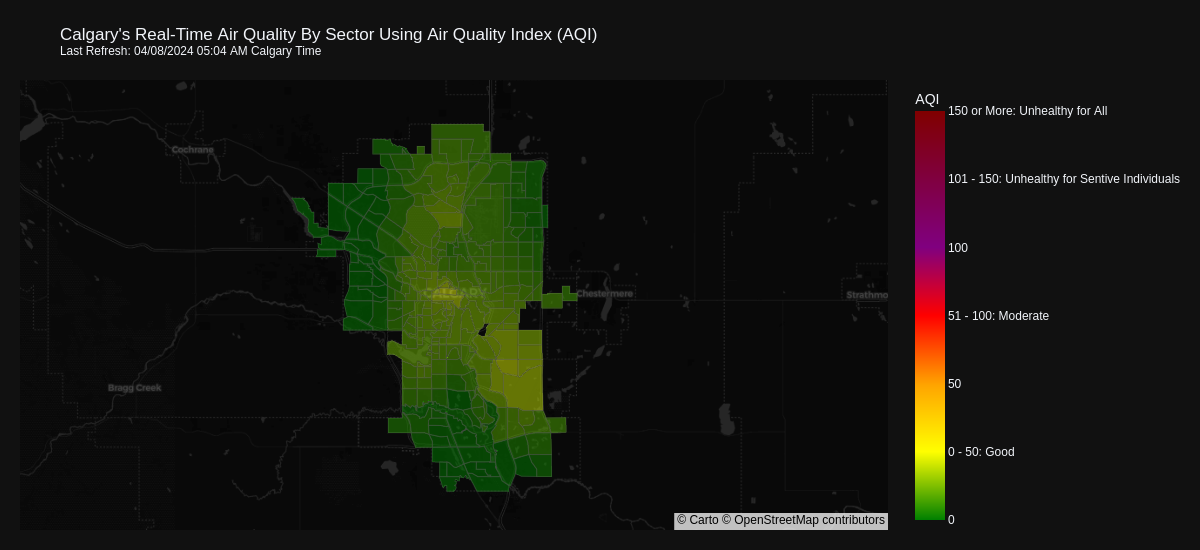 Calgary's Real-Time Air Quality By Sector Using Air Quality Index (AQI)
Last Refresh: 04/08/2024 05:04 AM Calgary Time
AQI
150 or More: Unhealthy for All
101 - 150: Unhealthy for Sentive Individuals
100
51 - 100: Moderate
50
0 - 50: Good
0
Cochrane
CALGARY
Chestermere
Strathmo
Bragg Creek
© Carto © OpenStreetMap contributors